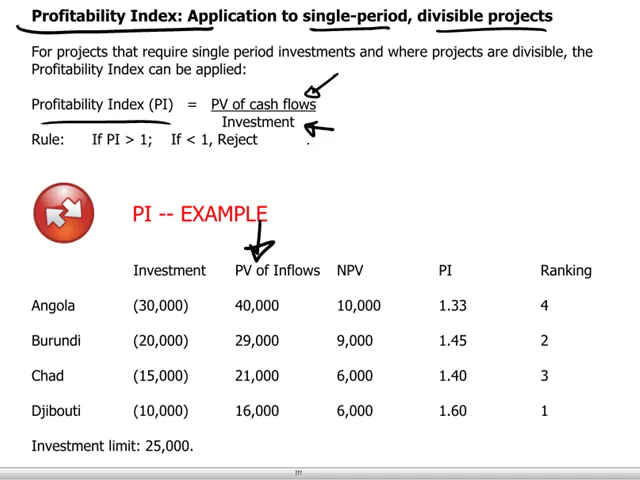 Profitability Index: Application to single-period, divisible projects
For projects that require single period investments and where projects are divisible, the
Profitability Index can be applied:
Profitability Index (PI) = PV of cash flows
Investment
Rule: If PI > 1; If < 1, Reject .
PI -- EXAMPLE
Investment PV of Inflows NPV PI Ranking
Angola (30,000) 40,000 10,000 1.33 4
Burundi (20,000) 29,000 9,000 1.45 2
Chad (15,000) 21,000 6,000 1.40 3
Djibouti (10,000) 16,000 6,000 1.60 1
Investment limit: 25,000.